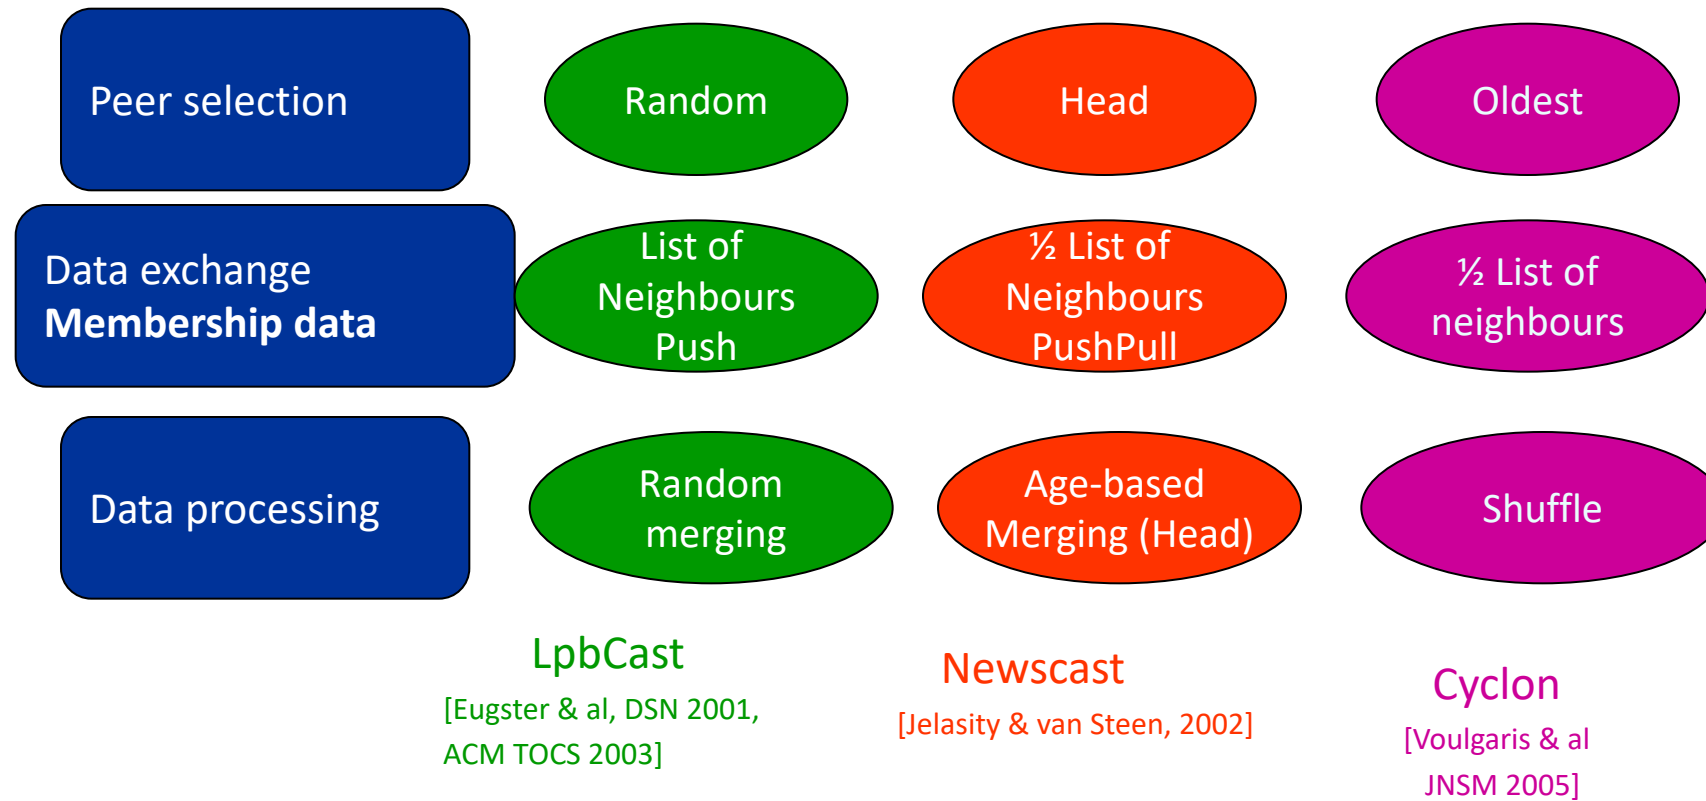 Peer selection
Random
Head
Oldest
Data exchange
Membership data
List of
Neighbours
Push
½ List of
Neighbours
PushPull
½ List of
neighbours
Data processing
Random
merging
Age-based
Merging (Head)
Shuffle
LpbCast
[Eugster & al, DSN 2001,
ACM TOCS 2003]
Newscast
[Jelasity & van Steen, 2002]
Cyclon
[Voulgaris & al
JNSM 2005]